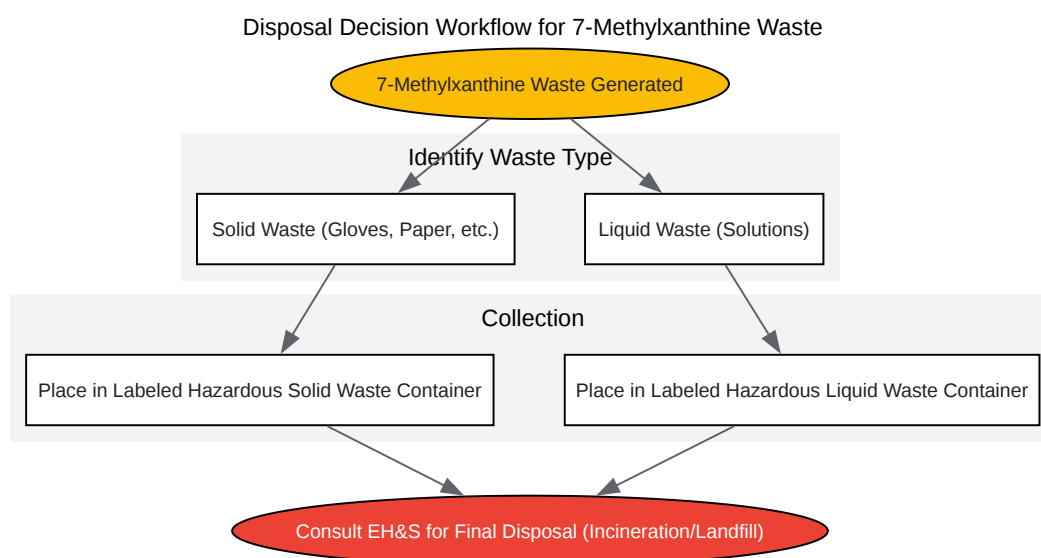 Disposal Decision Workflow for 7-Methylxanthine Waste
7-Methylxanthine Waste Generated
Identify Waste Type
Solid Waste (Gloves, Paper, etc.)
Liquid Waste (Solutions)
Collection
Place in Labeled Hazardous Solid Waste Container
Place in Labeled Hazardous Liquid Waste Container
Consult EH&S for Final Disposal (Incineration/Landfill)